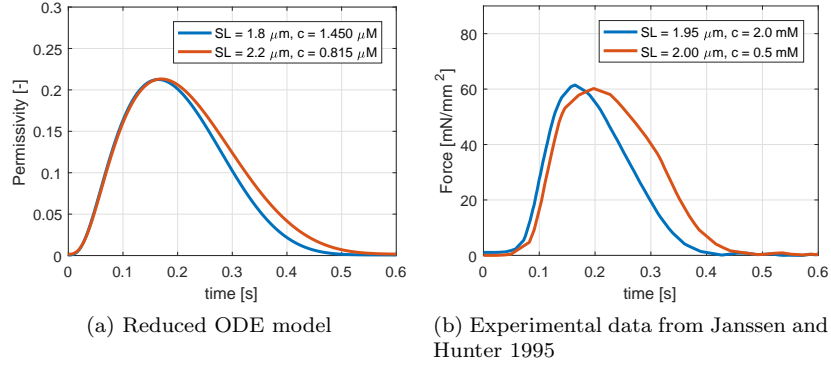 0.3
0.25
0.2
0.15
0.1
0.05
0
Permissivity [-]
SL = 1.8 μm, c = 1.450 μM
SL = 2.2 μm, c = 0.815 μM
0 0.1 0.2 0.3 0.4 0.5 0.6
time [s]
(a) Reduced ODE model
80
60
40
20
0
Force [mN/mm²]
SL = 1.95 μm, c = 2.0 mM
SL = 2.00 μm, c = 0.5 mM
0 0.1 0.2 0.3 0.4 0.5 0.6
time [s]
(b) Experimental data from Janssen and
Hunter 1995